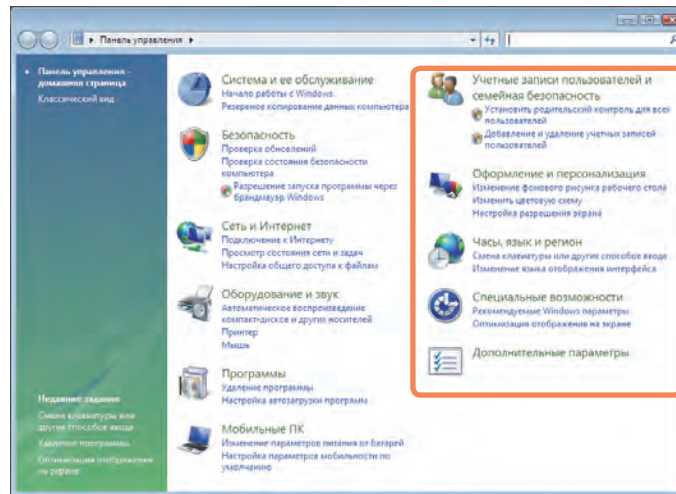 Панель управления
Панель управления -
домашняя страница
Классический вид
Система и ее обслуживание
Начало работы с Windows
Резервное копирование данных компьютера
Безопасность
Проверка обновлений
Проверка состояния безопасности
компьютера
Разрешение запуска программы через
брандмауэр Windows
Сеть и Интернет
Подключение к Интернету
Просмотр состояния сети и задач
Настройка общего доступа к файлам
Оборудование и звук
Автоматическое воспроизведение
компакт-дисков и других носителей
Принтер
Мышь
Программы
Удаление программы
Настройка автозагрузки программ
Мобильные ПК
Изменение параметров питания от батарей
Настройка параметров мобильности по
умолчанию
Учетные записи пользователей и
семейная безопасность
Установить родительский контроль для всех
пользователей
Добавление и удаление учетных записей
пользователей
Оформление и персонализация
Изменение фонового рисунка рабочего стола
Изменить цветовую схему
Настройка разрешения экрана
Часы, язык и регион
Смена клавиатуры или других способов ввода
Изменение языка отображения интерфейса
Специальные возможности
Рекомендуемые Windows параметры
Оптимизация отображения на экране
Дополнительные параметры
Недавние задания
Смена клавиатуры или
других способов ввода
Удаление программы
Оптимизация отображения
на экране